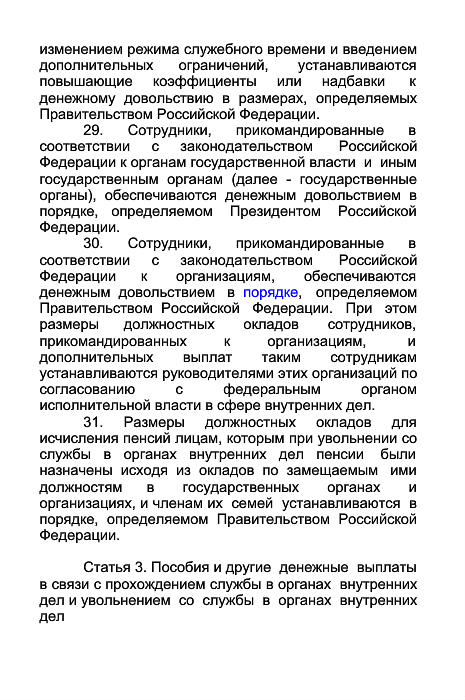 изменением режима служебного времени и введением
дополнительных ограничений, устанавливаются
повышающие коэффициенты или надбавки к
денежному довольствию в размерах, определяемых
Правительством Российской Федерации.
29. Сотрудники, прикомандированные в
соответствии с законодательством Российской
Федерации к органам государственной власти и иным
государственным органам (далее - государственные
органы), обеспечиваются денежным довольствием в
порядке, определяемом Президентом Российской
Федерации.
30. Сотрудники, прикомандированные в
соответствии с законодательством Российской
Федерации к организациям, обеспечиваются
денежным довольствием в порядке, определяемом
Правительством Российской Федерации. При этом
размеры должностных окладов сотрудников,
прикомандированных к организациям, и
дополнительных выплат таким сотрудникам
устанавливаются руководителями этих организаций по
согласованию с федеральным органом
исполнительной власти в сфере внутренних дел.
31. Размеры должностных окладов для
исчисления пенсий лицам, которым при увольнении со
службы в органах внутренних дел пенсии были
назначены исходя из окладов по замещаемым ими
должностям в государственных органах и
организациях, и членам их семей устанавливаются в
порядке, определяемом Правительством Российской
Федерации.
Статья 3. Пособия и другие денежные выплаты
в связи с прохождением службы в органах внутренних
дел и увольнением со службы в органах внутренних
дел